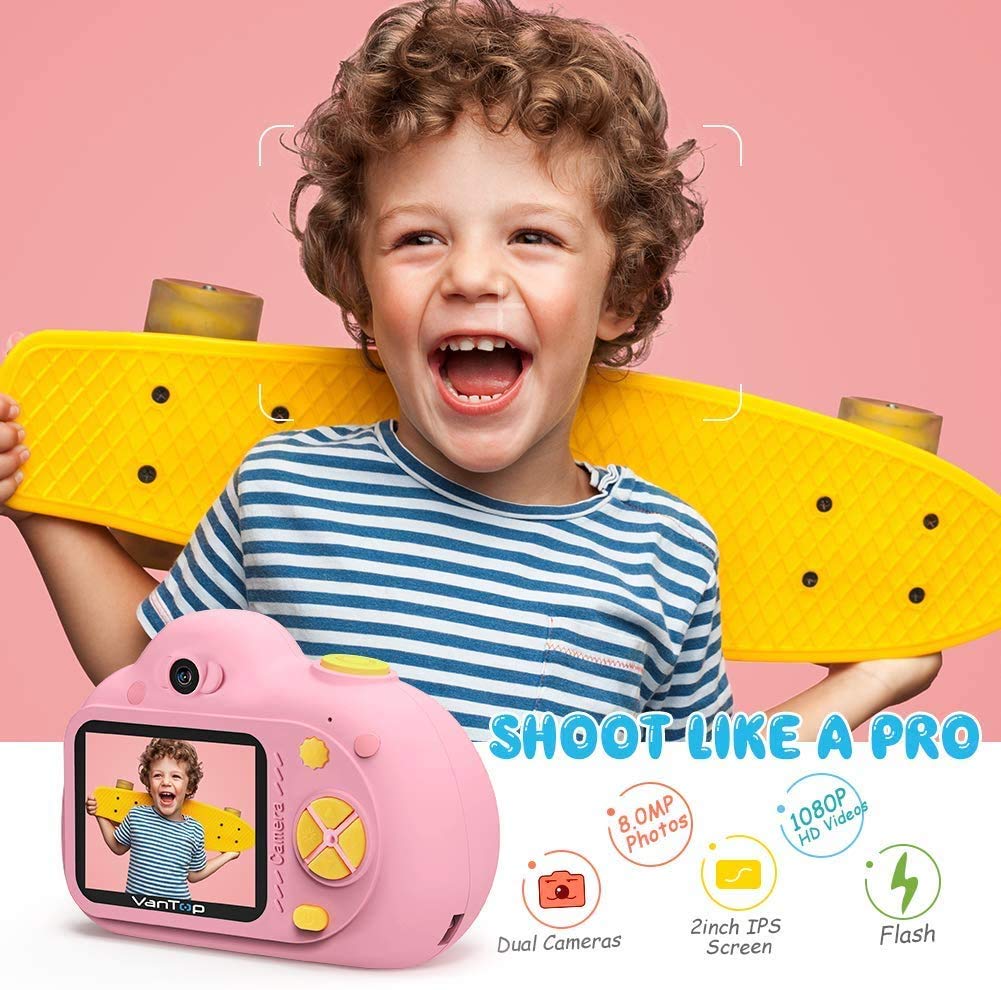 SHOOT LIKE A PRO
8.0MP
Photos
1080P
HD Videos
Dual Cameras
2inch IPS
Screen
Flash
Camera
VanTop